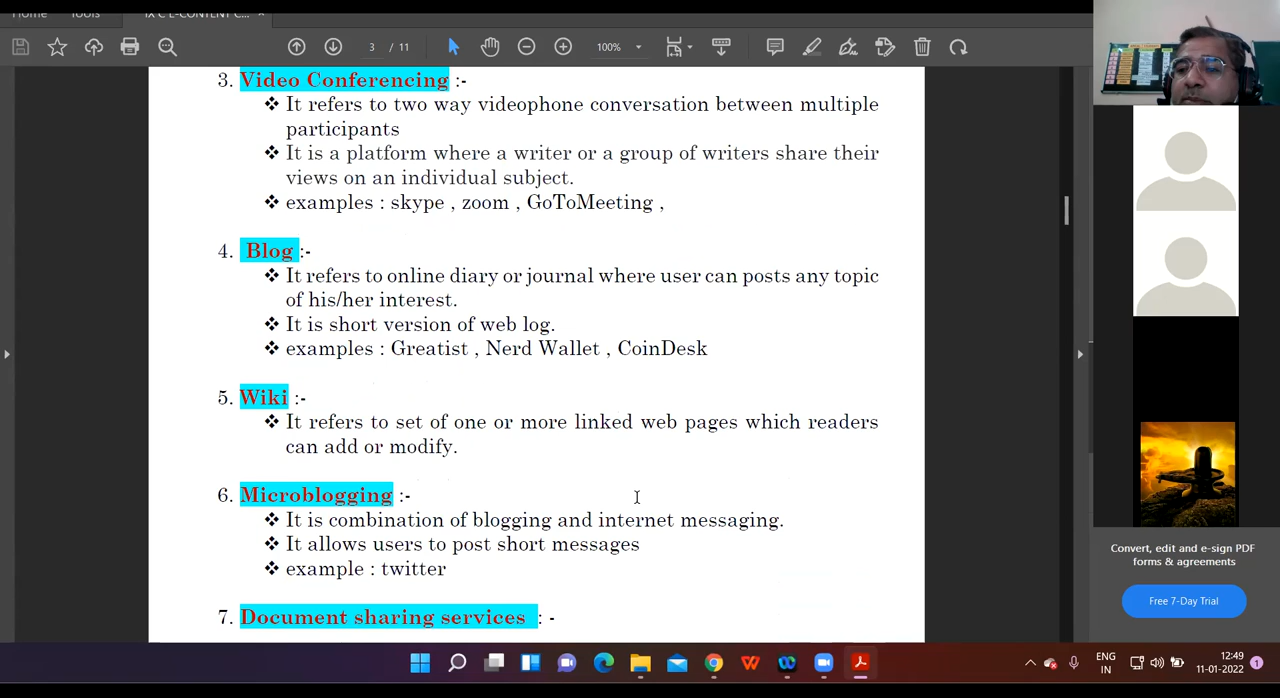 Home Tools IX C E-CONTENT C... ×
3 / 11 100%
3. Video Conferencing :-
❖ It refers to two way videophone conversation between multiple
participants
❖ It is a platform where a writer or a group of writers share their
views on an individual subject.
❖ examples : skype , zoom , GoToMeeting ,
4. Blog :-
❖ It refers to online diary or journal where user can posts any topic
of his/her interest.
❖ It is short version of web log.
❖ examples : Greatist , Nerd Wallet , CoinDesk
5. Wiki :-
❖ It refers to set of one or more linked web pages which readers
can add or modify.
6. Microblogging :-
❖ It is combination of blogging and internet messaging.
❖ It allows users to post short messages
❖ example : twitter
7. Document sharing services : -
Convert, edit and e-sign PDF
forms & agreements
Free 7-Day Trial
ENG
IN
12:49
11-01-2022
1